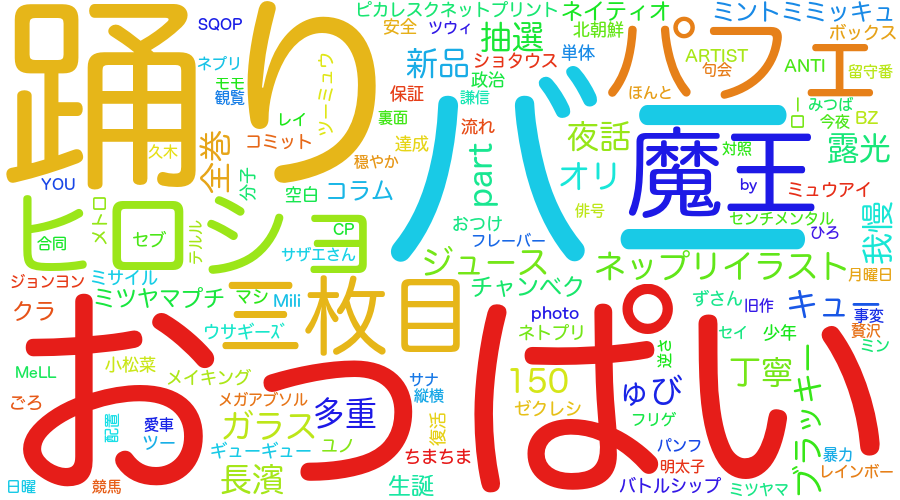 踊り
バ
パフェ
ピカレスクネットプリント
ネイティオ
ミントミミッキュ
SQOP
安全
ツウィ
抽選
北朝鮮
ボックス
ネプリ
ツーミュウ
新品
ショタウス
単体
ARTIST
ANTI
句会
留守番
モモ
観覧
保証
政治
謙信
ほんと
みつば
ロー
今夜
BZ
レイ
コミット
裏面
達成
流れ
夜話
魔王
露光
久木
全巻
穏やか
part
対照
YOU
分子
空白
コラム
オリ
by
ミュウアイ
メトロ
ヒロショ
俳号
センチメンタル
我慢
合同
セブ
テルル
CP
おつけ
フレーバー
ひろ
サザエさん
ジュース
ネップリイラスト
月曜日
ジョンヨン
ミサイル
チャンベク
ミツヤマプチ
マシ
Mili
三枚目
ずさん
旧作
キュー
クラ
photo
事変
ウサギーズ
ネトプリ
セイ
少年
贅沢
ミン
おっぱい
小松菜
逆さ
丁寧
MeLL
メイキング
サナ
150
ゅび
ブラッキー
ごろ
メガアブソル
縦横
ゼクレシ
フリゲ
配置
愛車
ガラス
多重
復活
ツー
ギューギュー
ユノ
ちまちま
パンフ
暴力
明太子
レインボー
日曜
競馬
長濱
生誕
バトルシップ
ミツヤマ